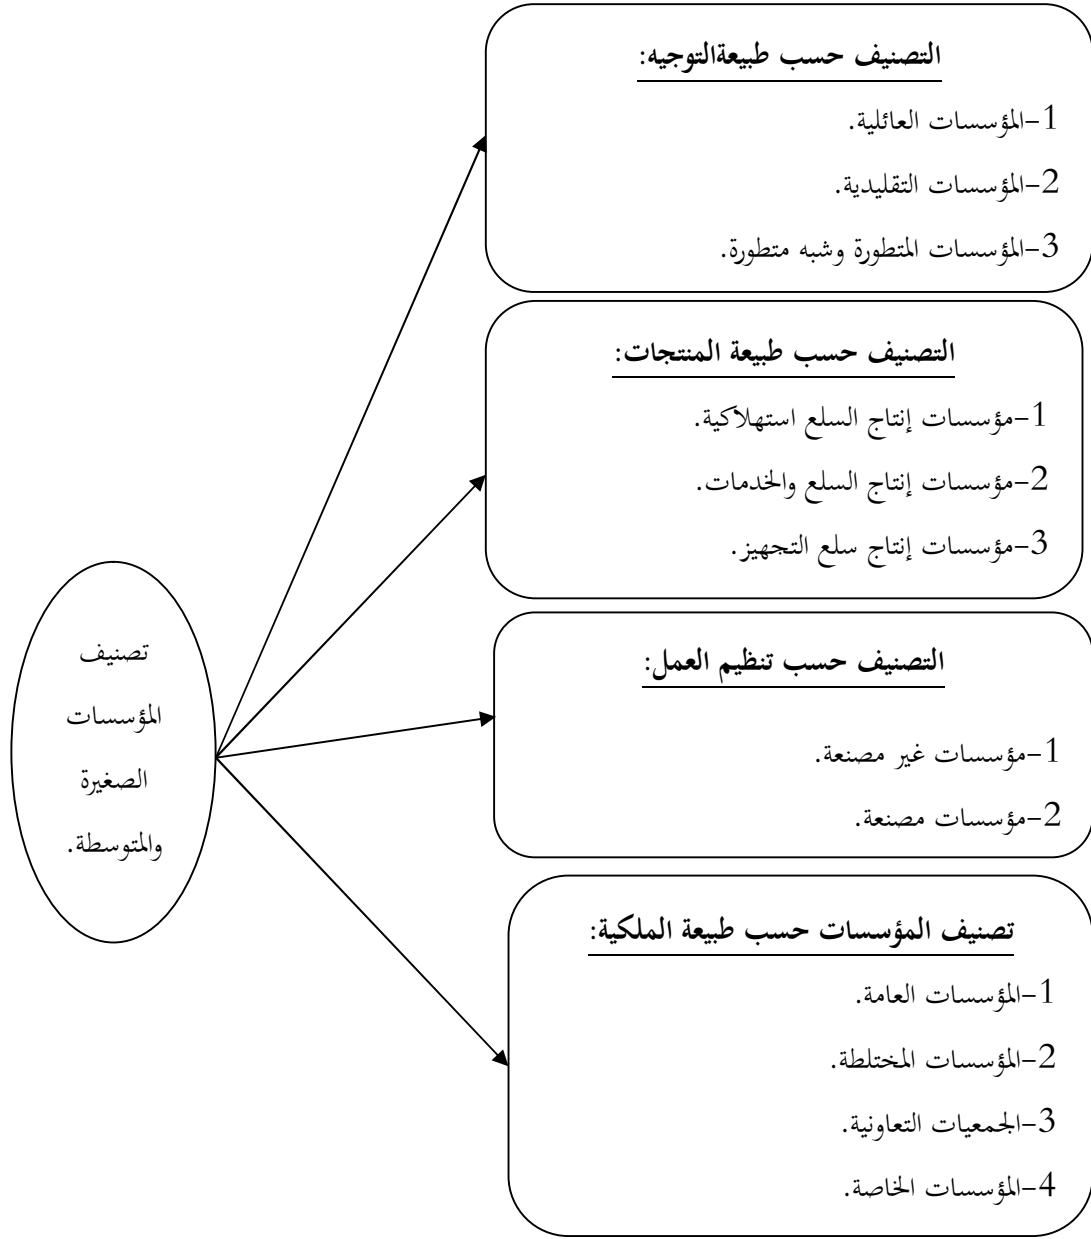 التصنيف حسب طبيعةالتوجيه:
1-المؤسسات العائلية.
2-المؤسسات التقليدية.
3-المؤسسات المتطورة وشبه متطورة.
التصنيف حسب طبيعة المنتجات:
1-مؤسسات إنتاج السلع استهلاكية.
2-مؤسسات إنتاج السلع والخدمات.
3-مؤسسات إنتاج سلع التجهيز.
تصنيف
المؤسسات
الصغيرة
والمتوسطة.
التصنيف حسب تنظيم العمل:
1-مؤسسات غير مصنعة.
2-مؤسسات مصنعة.
تصنيف المؤسسات حسب طبيعة الملكية:
1-المؤسسات العامة.
2-المؤسسات المختلطة.
3-الجمعيات التعاونية.
4-المؤسسات الخاصة.